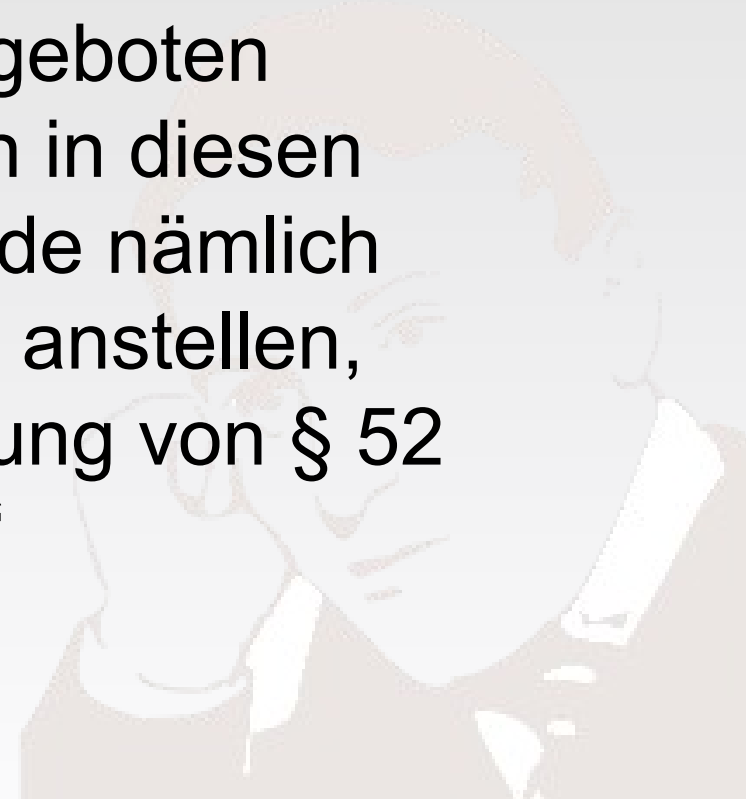 geboten
n in diesen
de nämlich
anstellen,
ung von § 52